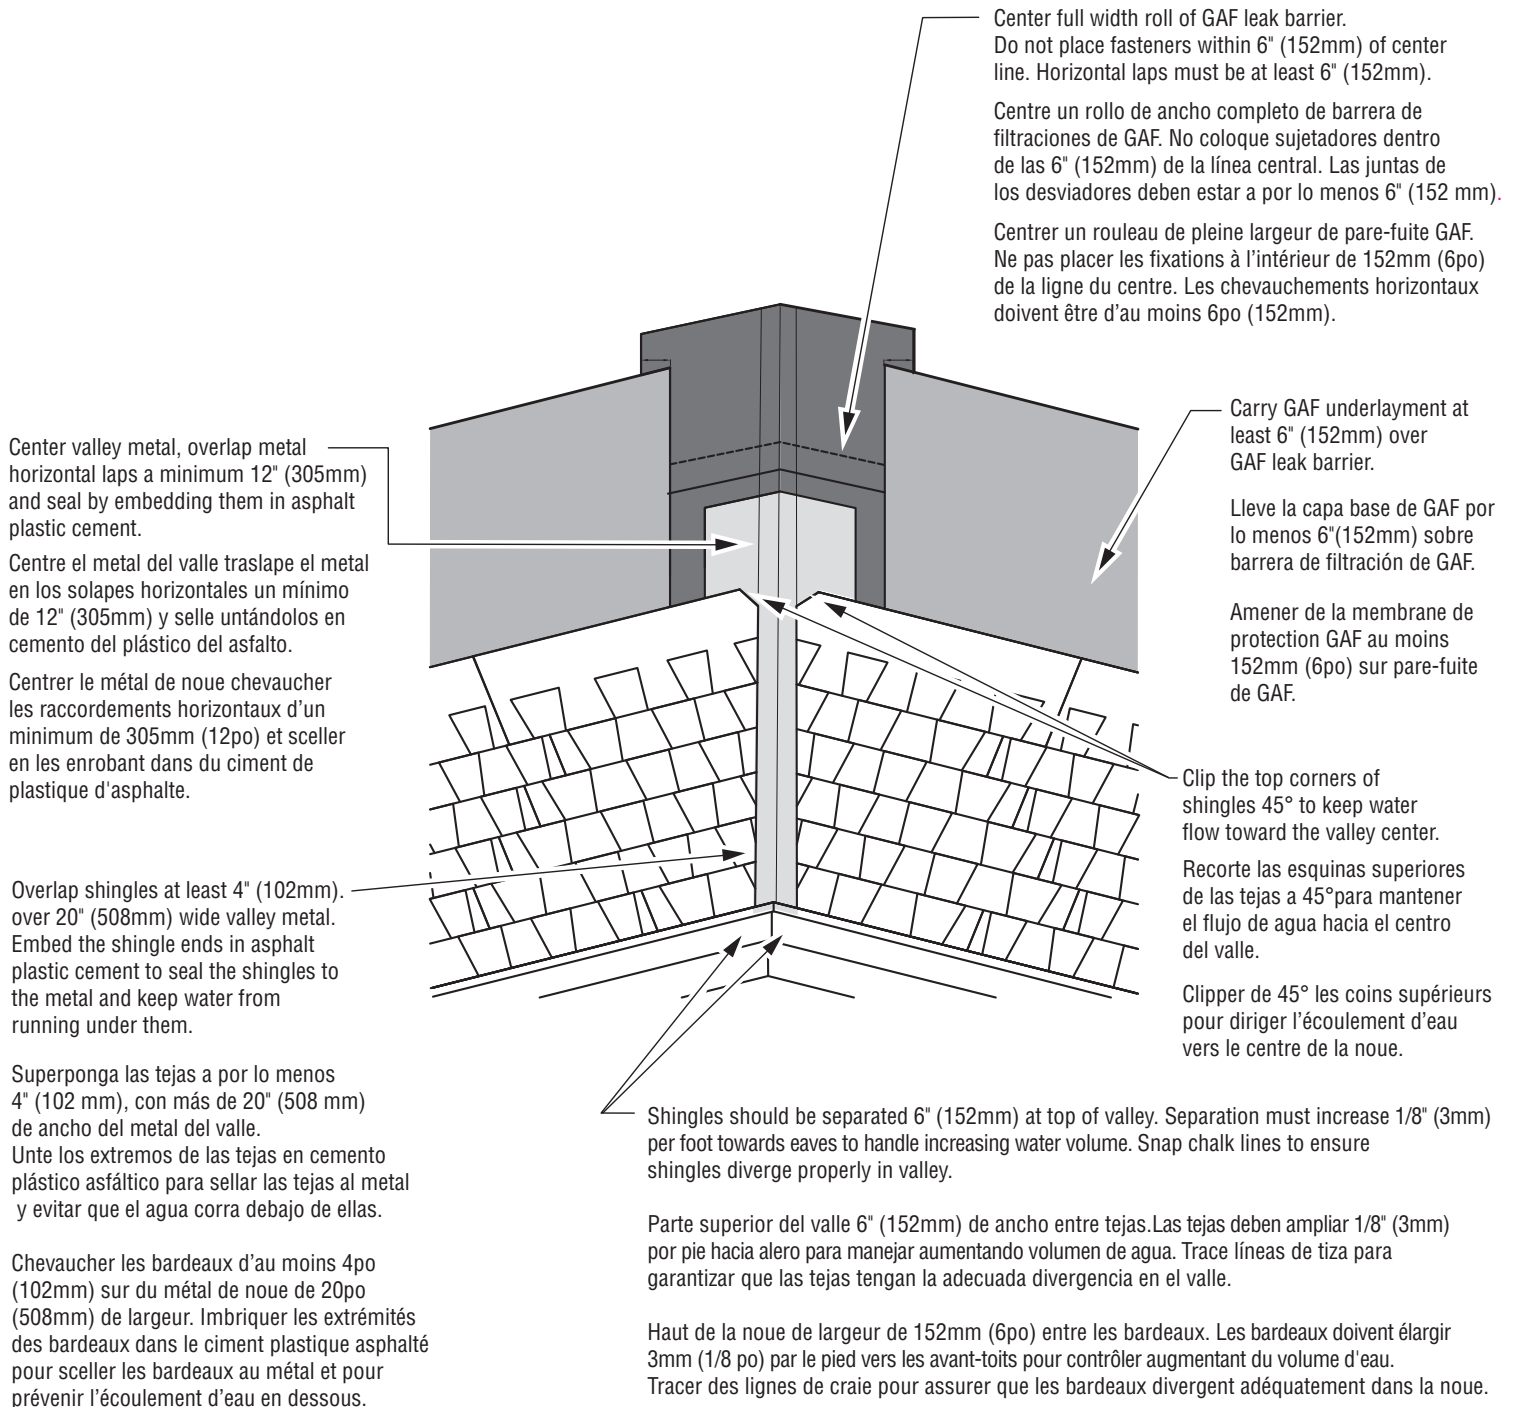 Center full width roll of GAF leak barrier.
Do not place fasteners within 6" (152mm) of center
line. Horizontal laps must be at least 6" (152mm).
Centre un rollo de ancho completo de barrera de
filtraciones de GAF. No coloque sujetadores dentro
de las 6" (152mm) de la línea central. Las juntas de
los desviadores deben estar a por lo menos 6" (152 mm).
Centrer un rouleau de pleine largeur de pare-fuite GAF.
Ne pas placer les fixations à l'intérieur de 152mm (6po)
de la ligne du centre. Les chevauchements horizontaux
doivent être d'au moins 6po (152mm).
Carry GAF underlayment at
least 6" (152mm) over
GAF leak barrier.
Lleve la capa base de GAF por
lo menos 6"(152mm) sobre
barrera de filtración de GAF.
Amener de la membrane de
protection GAF au moins
152mm (6po) sur pare-fuite
de GAF.
Center valley metal, overlap metal
horizontal laps a minimum 12" (305mm)
and seal by embedding them in asphalt
plastic cement.
Centre el metal del valle traslape el metal
en los solapes horizontales un mínimo
de 12" (305mm) y selle untándolos en
cemento del plástico del asfalto.
Centrer le métal de noue chevaucher
les raccordements horizontaux d'un
minimum de 305mm (12po) et sceller
en les enrobant dans du ciment de
plastique d'asphalte.
Clip the top corners of
shingles 45° to keep water
flow toward the valley center.
Recorte las esquinas superiores
de las tejas a 45°para mantener
el flujo de agua hacia el centro
del valle.
Clipper de 45° les coins supérieurs
pour diriger l'écoulement d'eau
vers le centre de la noue.
Overlap shingles at least 4" (102mm).
over 20" (508mm) wide valley metal.
Embed the shingle ends in asphalt
plastic cement to seal the shingles to
the metal and keep water from
running under them.
Superponga las tejas a por lo menos
4" (102 mm), con más de 20" (508 mm)
de ancho del metal del valle.
Unte los extremos de las tejas en cemento
plástico asfáltico para sellar las tejas al metal
y evitar que el agua corra debajo de ellas.
Chevaucher les bardeaux d'au moins 4po
(102mm) sur du métal de noue de 20po
(508mm) de largeur. Imbriquer les extrémités
des bardeaux dans le ciment plastique asphalté
pour sceller les bardeaux au métal et pour
prévenir l'écoulement d'eau en dessous.
Shingles should be separated 6" (152mm) at top of valley. Separation must increase 1/8" (3mm)
per foot towards eaves to handle increasing water volume. Snap chalk lines to ensure
shingles diverge properly in valley.
Parte superior del valle 6" (152mm) de ancho entre tejas.Las tejas deben ampliar 1/8" (3mm)
por pie hacia alero para manejar aumentando volumen de agua. Trace líneas de tiza para
garantizar que las tejas tengan la adecuada divergencia en el valle.
Haut de la noue de largeur de 152mm (6po) entre les bardeaux. Les bardeaux doivent élargir
3mm (1/8 po) par le pied vers les avant-toits pour contrôler augmentant du volume d'eau.
Tracer des lignes de craie pour assurer que les bardeaux divergent adéquatement dans la noue.